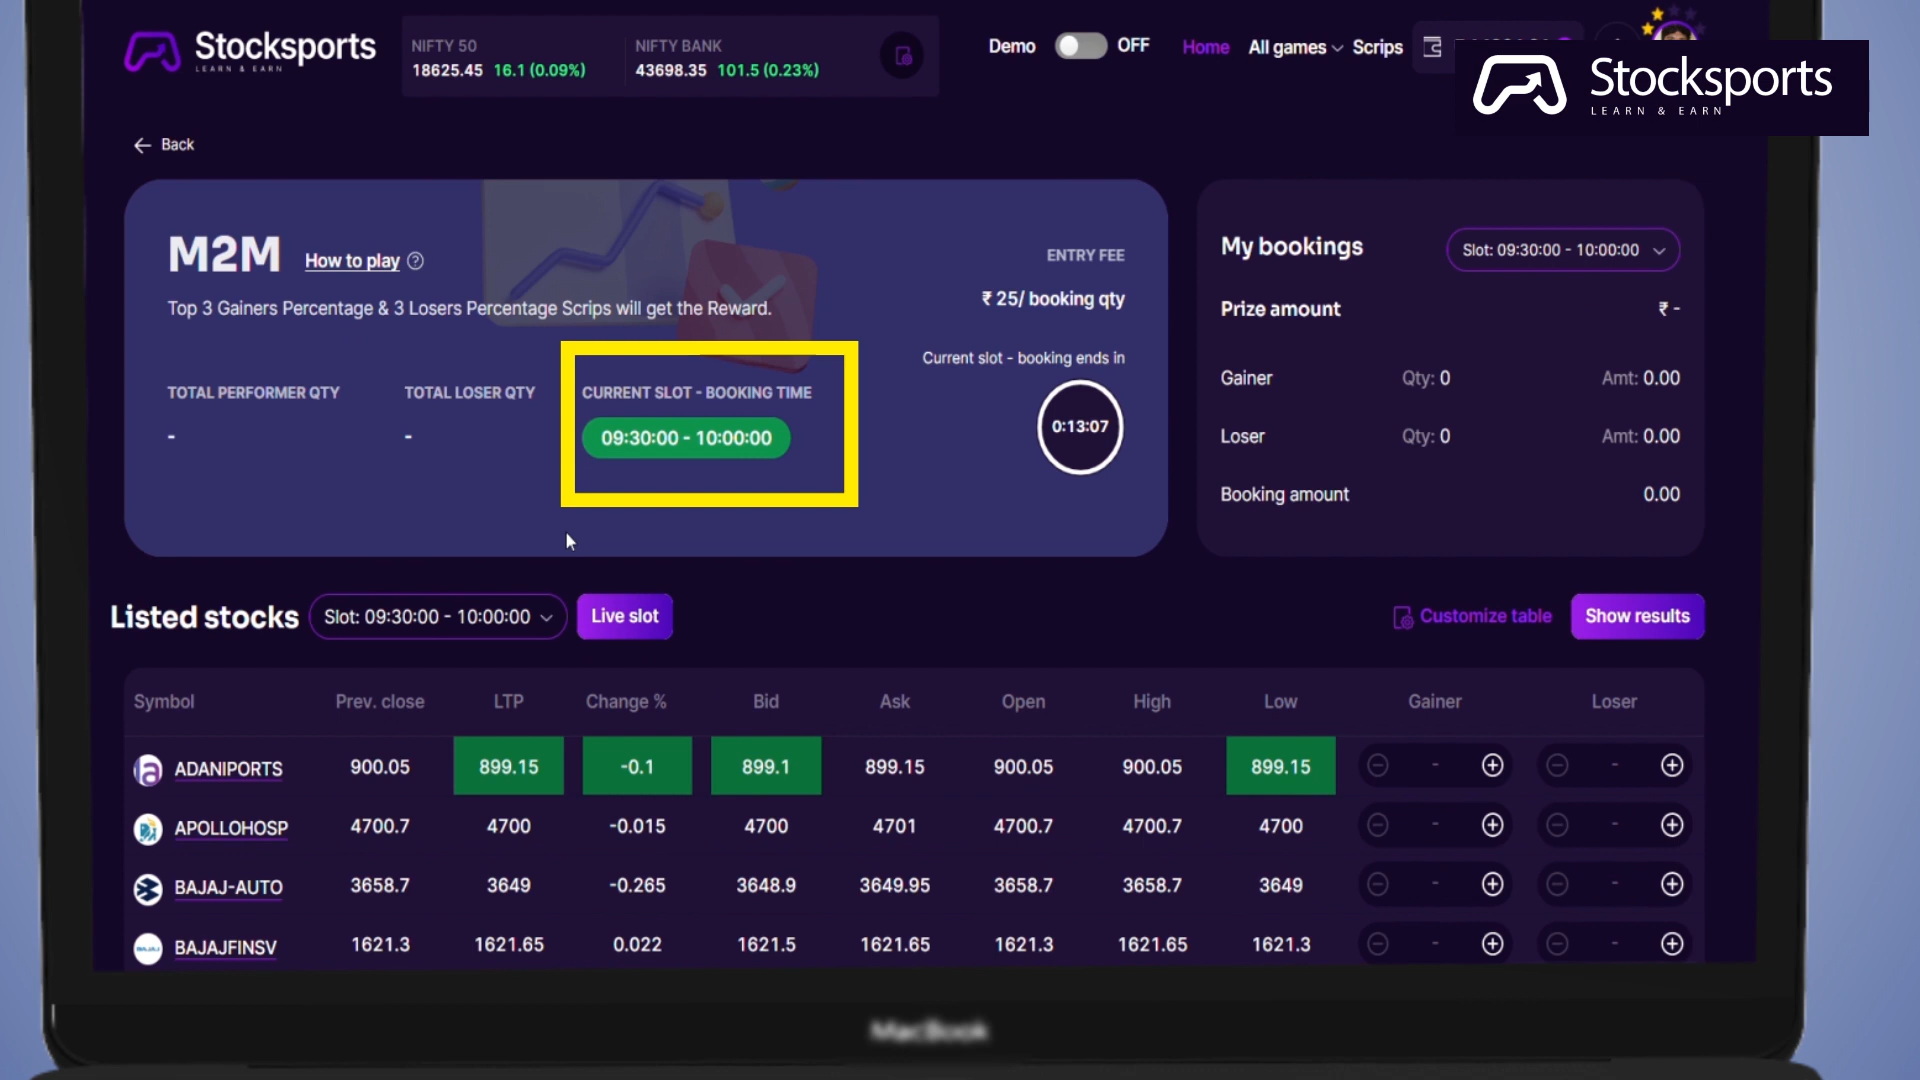 Stocksports
LEARN & EARN
NIFTY 50
18625.45 16.1 (0.09%)
NIFTY BANK
43698.35 101.5 (0.23%)
Demo OFF
Home All games Scrips
Stocksports
LEARN & EARN
Back
M2M How to play ?
Top 3 Gainers Percentage & 3 Losers Percentage Scrips will get the Reward.
ENTRY FEE
₹ 25/ booking qty
TOTAL PERFORMER QTY
-
TOTAL LOSER QTY
-
CURRENT SLOT - BOOKING TIME
09:30:00 - 10:00:00
Current slot - booking ends in
0:13:07
My bookings Slot: 09:30:00 - 10:00:00
Prize amount ₹ -
Gainer Qty: 0 Amt: 0.00
Loser Qty: 0 Amt: 0.00
Booking amount 0.00
Listed stocks Slot: 09:30:00 - 10:00:00 Live slot Customize table Show results
Symbol Prev. close LTP Change % Bid Ask Open High Low Gainer Loser
ADANIPORTS 900.05 899.15 -0.1 899.1 899.15 900.05 900.05 899.15 - -
APOLLOHOSP 4700.7 4700 -0.015 4700 4701 4700.7 4700.7 4700 - -
BAJAJ-AUTO 3658.7 3649 -0.265 3648.9 3649.95 3658.7 3658.7 3649 - -
BAJAJFINSV 1621.3 1621.65 0.022 1621.5 1621.65 1621.3 1621.65 1621.3 - -
MacBook